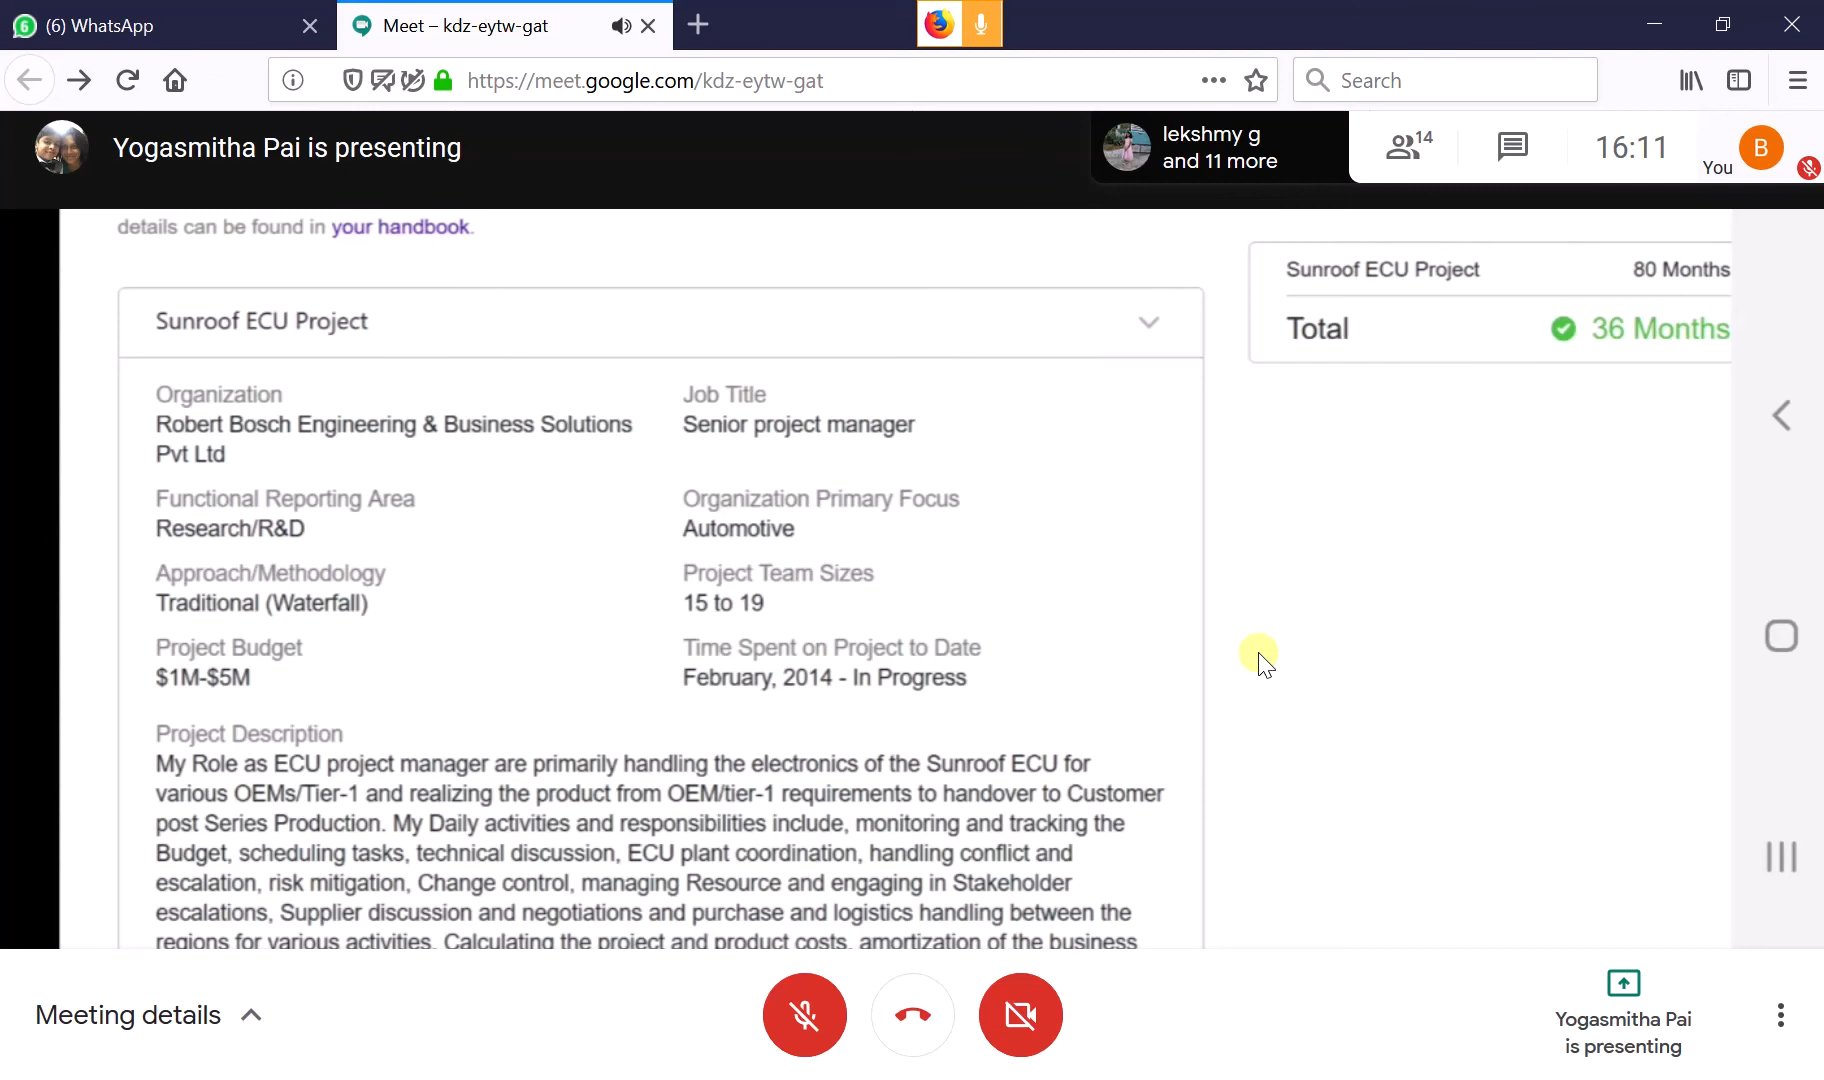 (6) WhatsApp
Meet – kdz-eytw-gat
https://meet.google.com/kdz-eytw-gat
Search
Yogasmitha Pai is presenting
lekshmy g
and 11 more
14
16:11
You
B
details can be found in your handbook.
Sunroof ECU Project 80 Months
Total 36 Months
Sunroof ECU Project
Organization
Robert Bosch Engineering & Business Solutions
Pvt Ltd
Job Title
Senior project manager
Functional Reporting Area
Research/R&D
Organization Primary Focus
Automotive
Approach/Methodology
Traditional (Waterfall)
Project Team Sizes
15 to 19
Project Budget
$1M-$5M
Time Spent on Project to Date
February, 2014 - In Progress
Project Description
My Role as ECU project manager are primarily handling the electronics of the Sunroof ECU for
various OEMs/Tier-1 and realizing the product from OEM/tier-1 requirements to handover to Customer
post Series Production. My Daily activities and responsibilities include, monitoring and tracking the
Budget, scheduling tasks, technical discussion, ECU plant coordination, handling conflict and
escalation, risk mitigation, Change control, managing Resource and engaging in Stakeholder
escalations, Supplier discussion and negotiations and purchase and logistics handling between the
regions for various activities. Calculating the project and product costs, amortization of the business
Meeting details
Yogasmitha Pai
is presenting